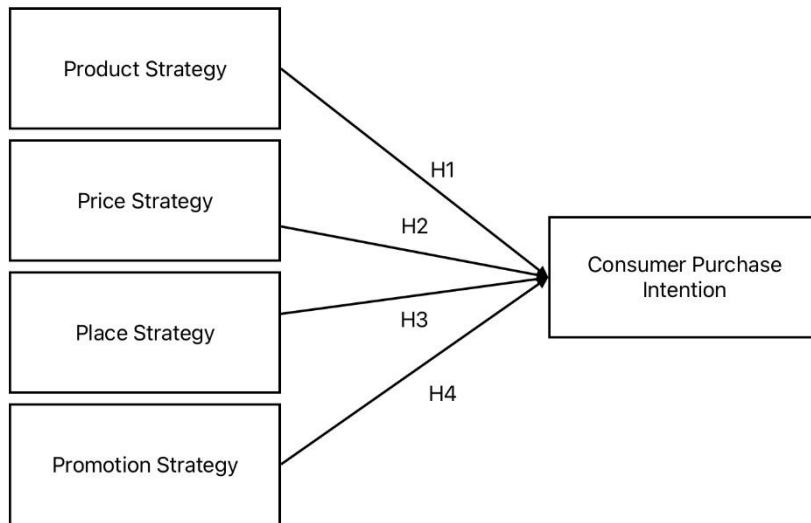 Product Strategy
H1
Price Strategy
H2
Consumer Purchase
Intention
Place Strategy
H3
H4
Promotion Strategy